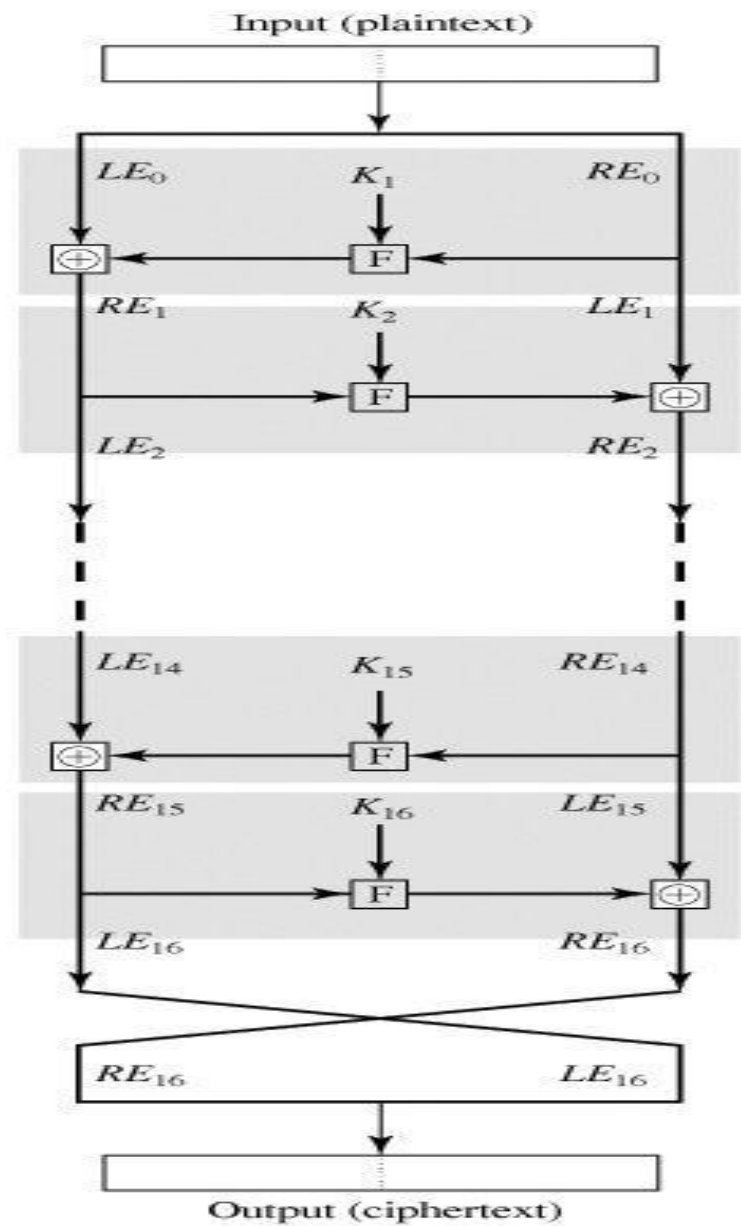 Input (plaintext)
LE₀ K₁ RE₀
⊕ F
RE₁ K₂ LE₁
F ⊕
LE₂ RE₂
LE₁₄ K₁₅ RE₁₄
⊕ F
RE₁₅ K₁₆ LE₁₅
F ⊕
LE₁₆ RE₁₆
RE₁₆ LE₁₆
Output (ciphertext)